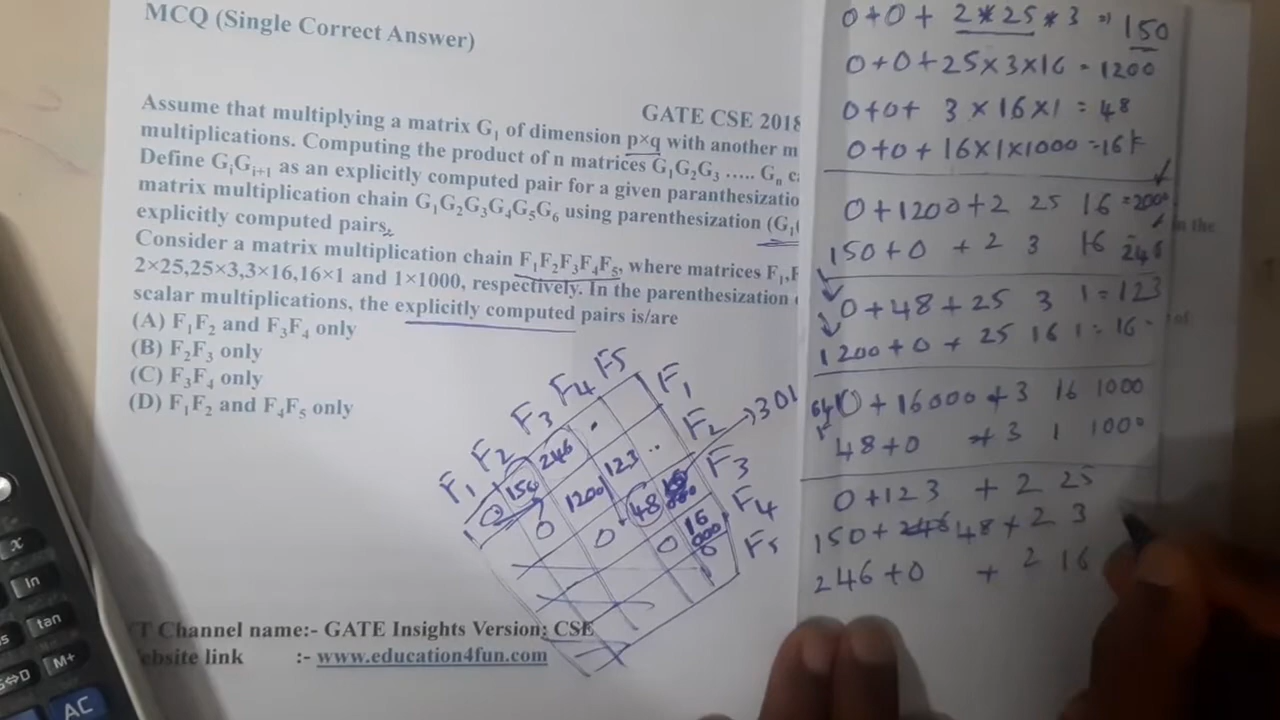 MCQ (Single Correct Answer)
GATE CSE 2018
Assume that multiplying a matrix G₁ of dimension p×q with another m
multiplications. Computing the product of n matrices G₁G₂G₃ ..... Gₙ c
Define GᵢGᵢ₊₁ as an explicitly computed pair for a given paranthesizatio
matrix multiplication chain G₁G₂G₃G₄G₅G₆ using parenthesization (G₁(
explicitly computed pairs.
Consider a matrix multiplication chain F₁F₂F₃F₄F₅, where matrices F₁,F
2×25,25×3,3×16,16×1 and 1×1000, respectively. In the parenthesization
scalar multiplications, the explicitly computed pairs is/are
(A) F₁F₂ and F₃F₄ only
(B) F₂F₃ only
(C) F₃F₄ only
(D) F₁F₂ and F₄F₅ only
F₁ F₂ F₃ F₄ F₅
F₁
F₂
F₃
F₄
F₅
0 150 246
0 1200 123
0 48
0 16000
0
301
T Channel name:- GATE Insights Version: CSE
ebsite link :- www.education4fun.com
0+0+ 2*25*3 => 150
0+0+25×3×16 = 1200
0+0+ 3×16×1 = 48
0+0+16×1×1000 =16k
0+1200+2 25 16 =2000
150+0 +2 3 16 246
0+48+25 3 1 = 123
1200+0+ 25 16 1 = 16
0+16000+3 16 1000
48+0 +3 1 1000
0+123 +2 25
150+ 48+2 3
246+0 + 2 16
n the
of
x
ln
tan
S⇔D
M+
AC